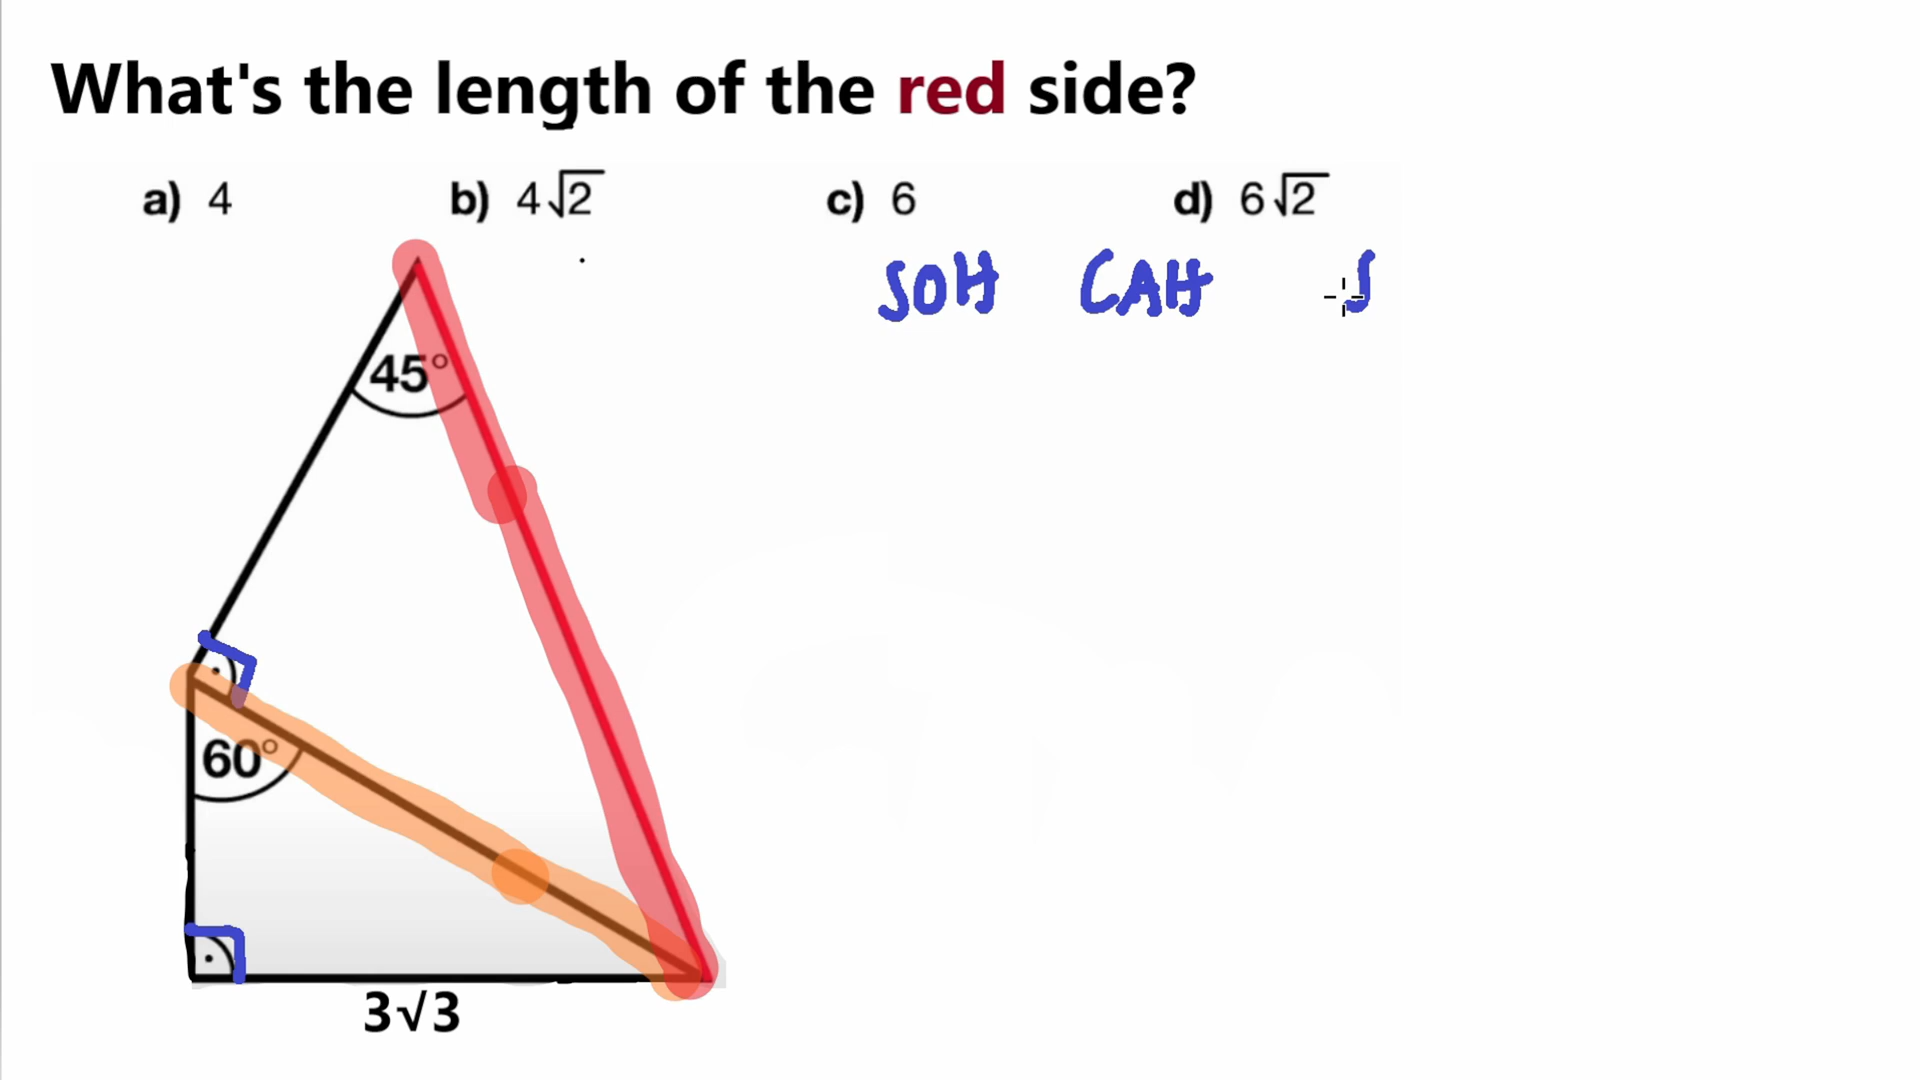 What's the length of the red side?
a) 4 b) 4√2 c) 6 d) 6√2
SOH CAH
45°
60°
3√3